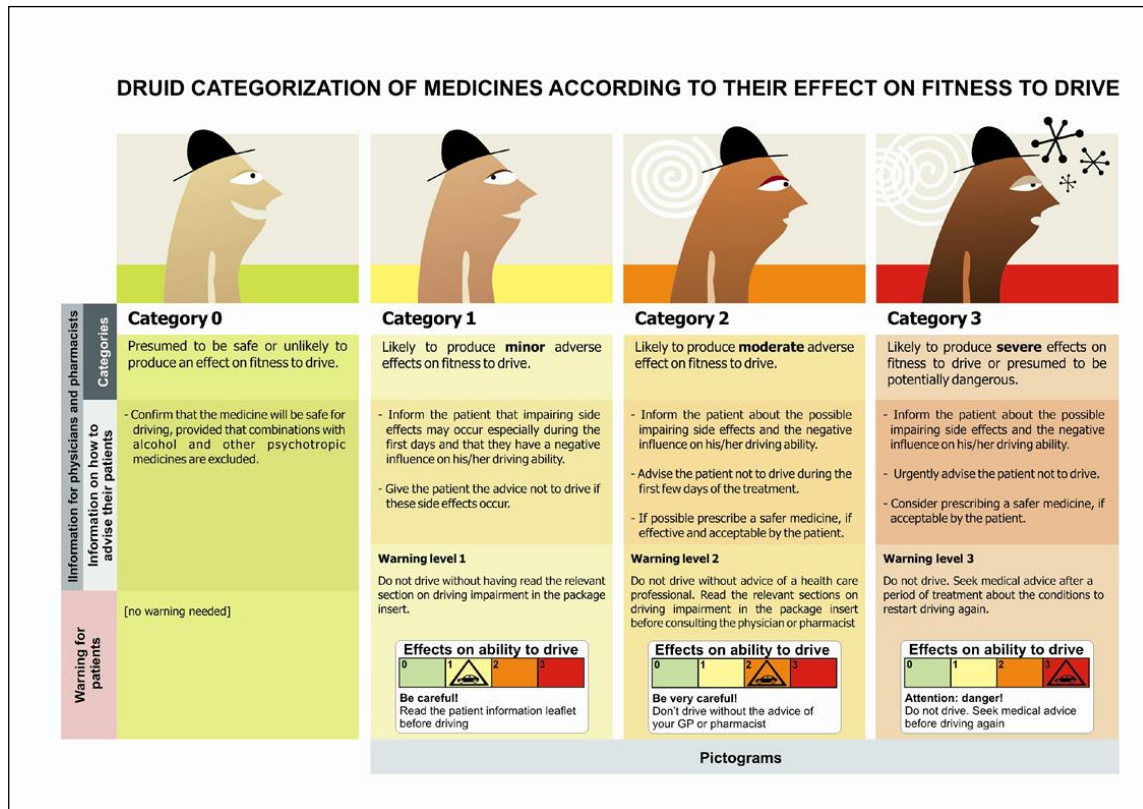 DRUID CATEGORIZATION OF MEDICINES ACCORDING TO THEIR EFFECT ON FITNESS TO DRIVE
Information for physicians and pharmacists
Categories
Category 0
Presumed to be safe or unlikely to
produce an effect on fitness to drive.
Category 1
Likely to produce minor adverse
effects on fitness to drive.
Category 2
Likely to produce moderate adverse
effect on fitness to drive.
Category 3
Likely to produce severe effects on
fitness to drive or presumed to be
potentially dangerous.
Information on how to
advise their patients
- Confirm that the medicine will be safe for
driving, provided that combinations with
alcohol and other psychotropic
medicines are excluded.
- Inform the patient that impairing side
effects may occur especially during the
first days and that they have a negative
influence on his/her driving ability.
- Give the patient the advice not to drive if
these side effects occur.
- Inform the patient about the possible
impairing side effects and the negative
influence on his/her driving ability.
- Advise the patient not to drive during the
first few days of the treatment.
- If possible prescribe a safer medicine, if
effective and acceptable by the patient.
- Inform the patient about the possible
impairing side effects and the negative
influence on his/her driving ability.
- Urgently advise the patient not to drive.
- Consider prescribing a safer medicine, if
acceptable by the patient.
Warning for
patients
[no warning needed]
Warning level 1
Do not drive without having read the relevant
section on driving impairment in the package
insert.
Effects on ability to drive
0 1 2 3
Be careful!
Read the patient information leaflet
before driving
Warning level 2
Do not drive without advice of a health care
professional. Read the relevant sections on
driving impairment in the package insert
before consulting the physician or pharmacist
Effects on ability to drive
0 1 2 3
Be very careful!
Don't drive without the advice of
your GP or pharmacist
Warning level 3
Do not drive. Seek medical advice after a
period of treatment about the conditions to
restart driving again.
Effects on ability to drive
0 1 2 3
Attention: danger!
Do not drive. Seek medical advice
before driving again
Pictograms